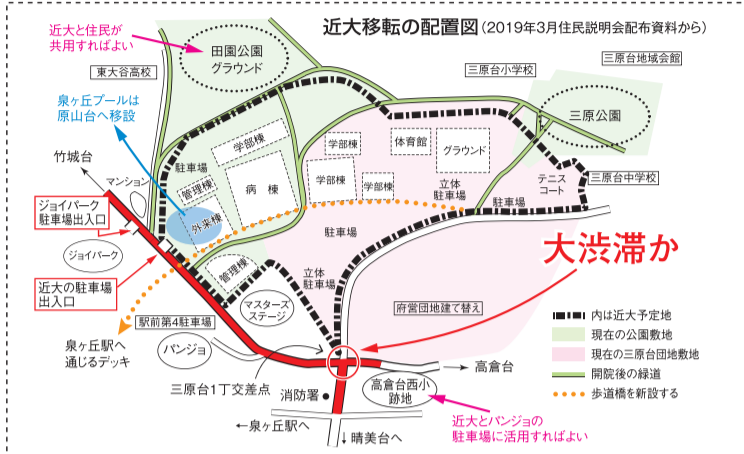 近大移転の配置図(2019年3月住民説明会配布資料から)
近大と住民が
共用すればよい
田園公園
グラウンド
東大谷高校
三原台小学校
三原台地域会館
三原公園
泉ヶ丘プールは
原山台へ移設
竹城台
マンション
駐車場
学部棟
管理棟
病棟
外来棟
学部棟
学部棟
体育館
グラウンド
立体
駐車場
テニス
コート
三原台中学校
駐車場
駐車場
ジョイパーク
駐車場出入口
ジョイパーク
近大の駐車場
出入口
管理棟
立体
駐車場
大渋滞か
マスターズ
ステージ
府営団地建て替え
駅前第4駐車場
泉ヶ丘駅へ
通じるデッキ
パンジョ
三原台1丁交差点
高倉台
消防署
高倉台西小
跡地
←泉ヶ丘駅へ
↓晴美台へ
近大とパンジョの
駐車場に活用すればよい
内は近大予定地
現在の公園敷地
現在の三原台団地敷地
開院後の緑道
歩道橋を新設する